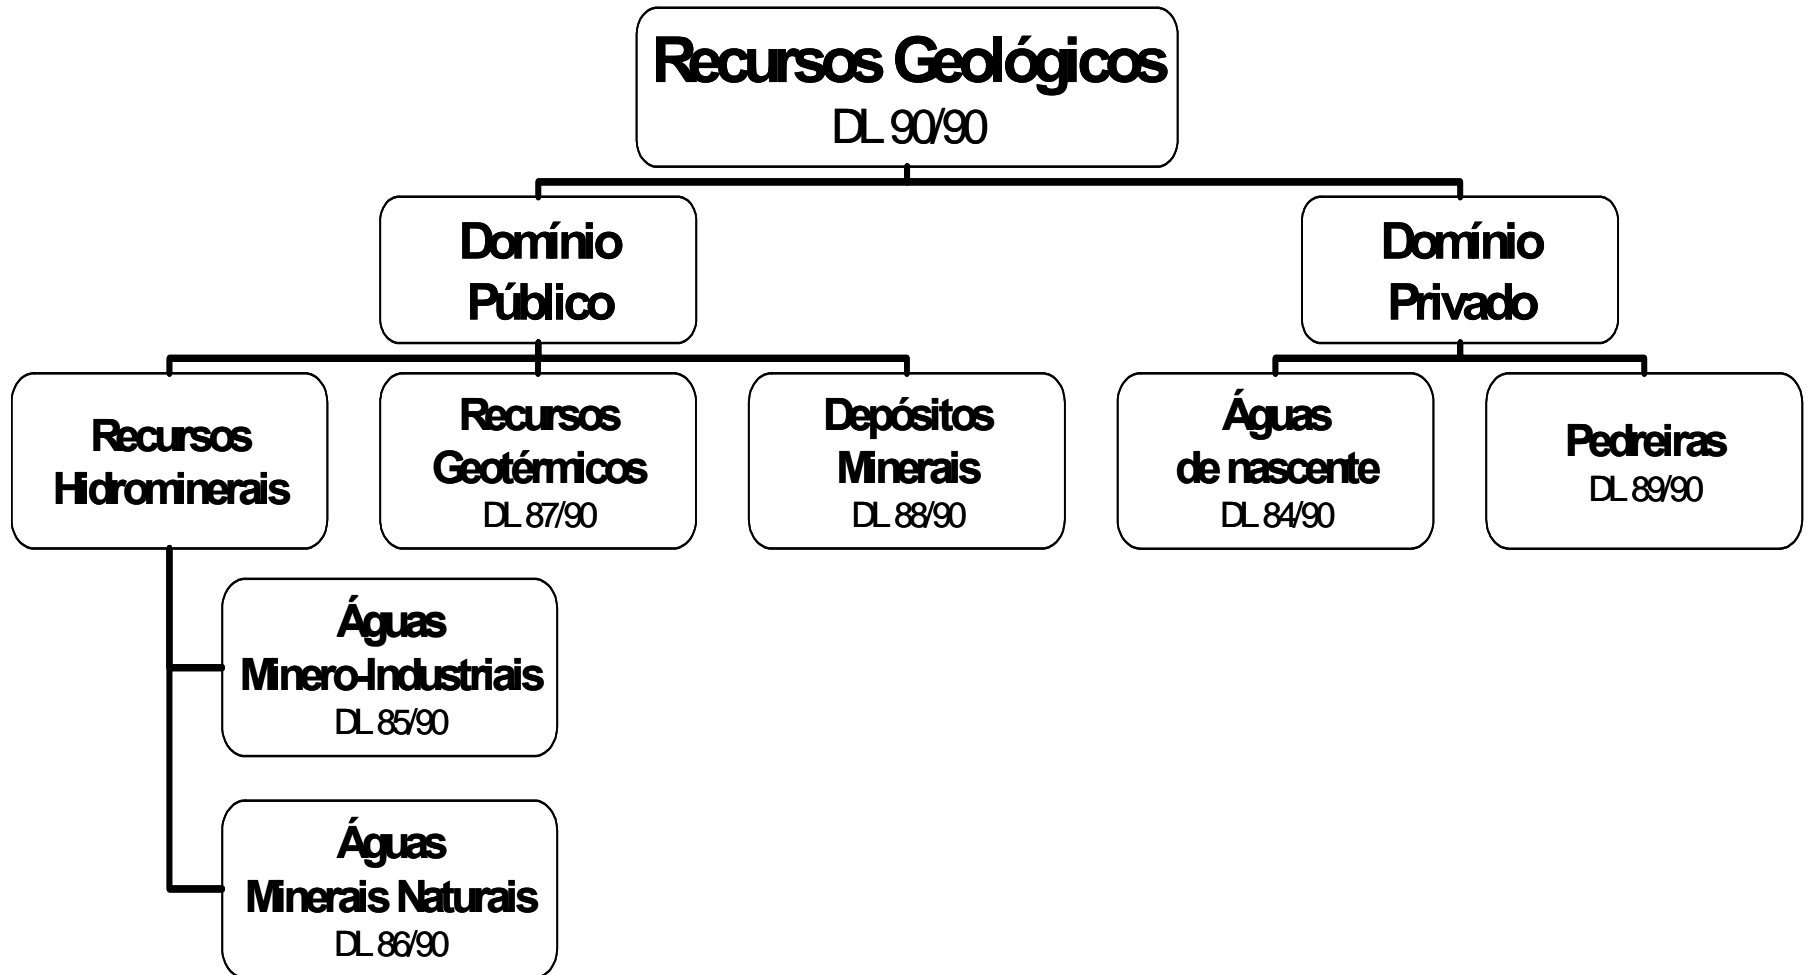 Recursos Geológicos
DL 90/90
Domínio
Público
Domínio
Privado
Recursos
Hidrominerais
Recursos
Geotérmicos
DL 87/90
Depósitos
Minerais
DL 88/90
Águas
de nascente
DL 84/90
Pedreiras
DL 89/90
Águas
Minero-Industriais
DL 85/90
Águas
Minerais Naturais
DL 86/90